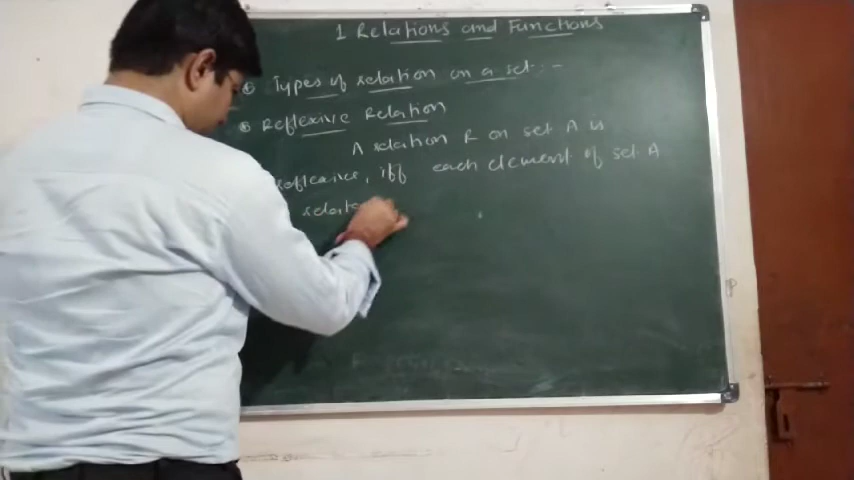 1 Relations and Functions
Types of relation on a set :-
Reflexive Relation
A relation R on set A is
reflexive, iff each element of set A
relate